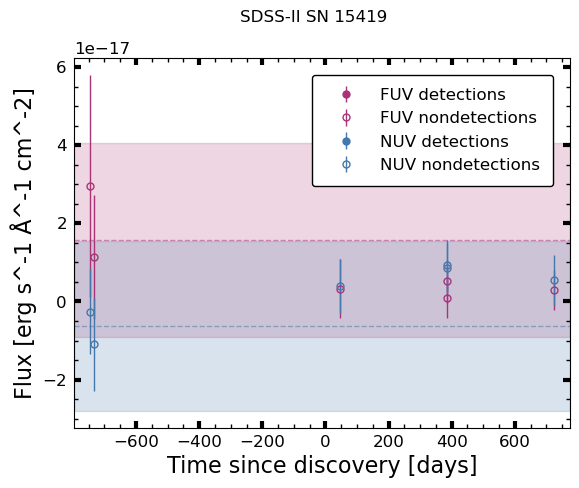 SDSS-II SN 15419
1e−17
FUV detections
FUV nondetections
NUV detections
NUV nondetections
6
4
2
0
−2
Flux [erg s^-1 Å^-1 cm^-2]
−600 −400 −200 0 200 400 600
Time since discovery [days]